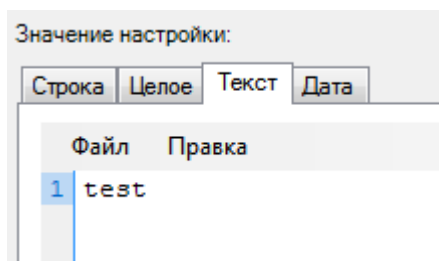 Значение настройки:
Строка Целое Текст Дата
Файл Правка
1 test